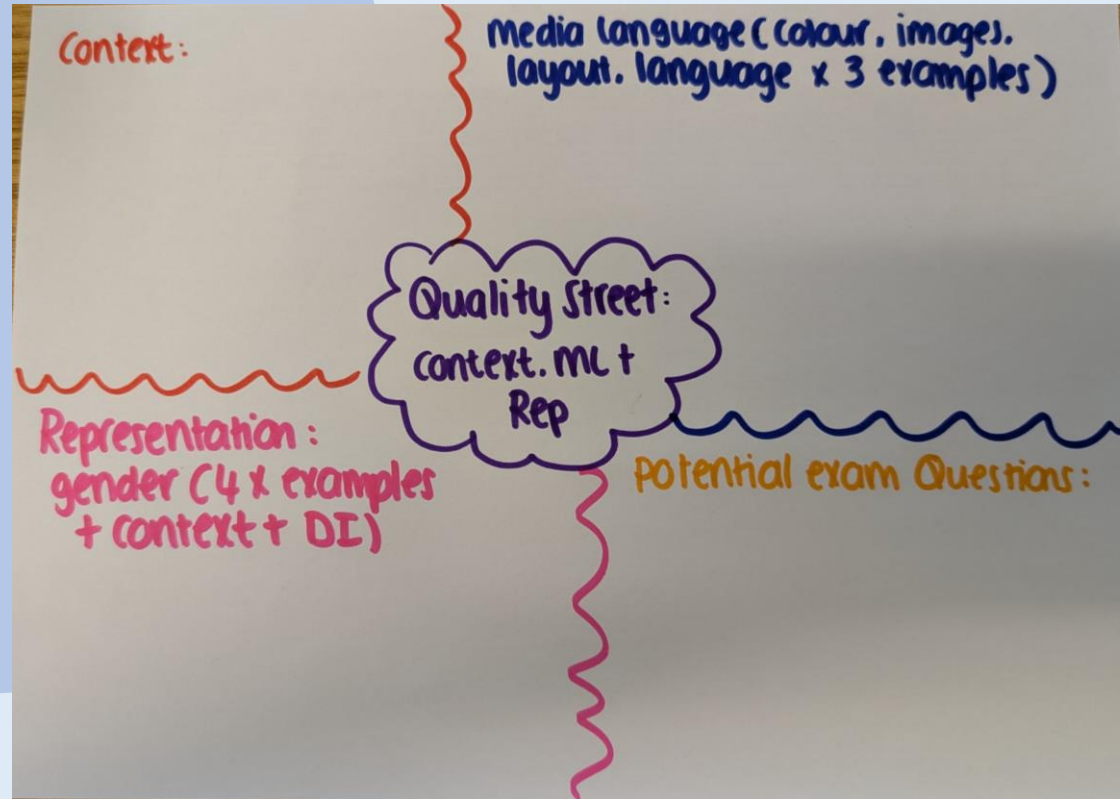 Context:
Media language (colour, images,
layout, language x 3 examples)
Quality Street:
context, ML +
Rep
Representation:
gender (4 x examples
+ context + DI)
Potential exam Questions: